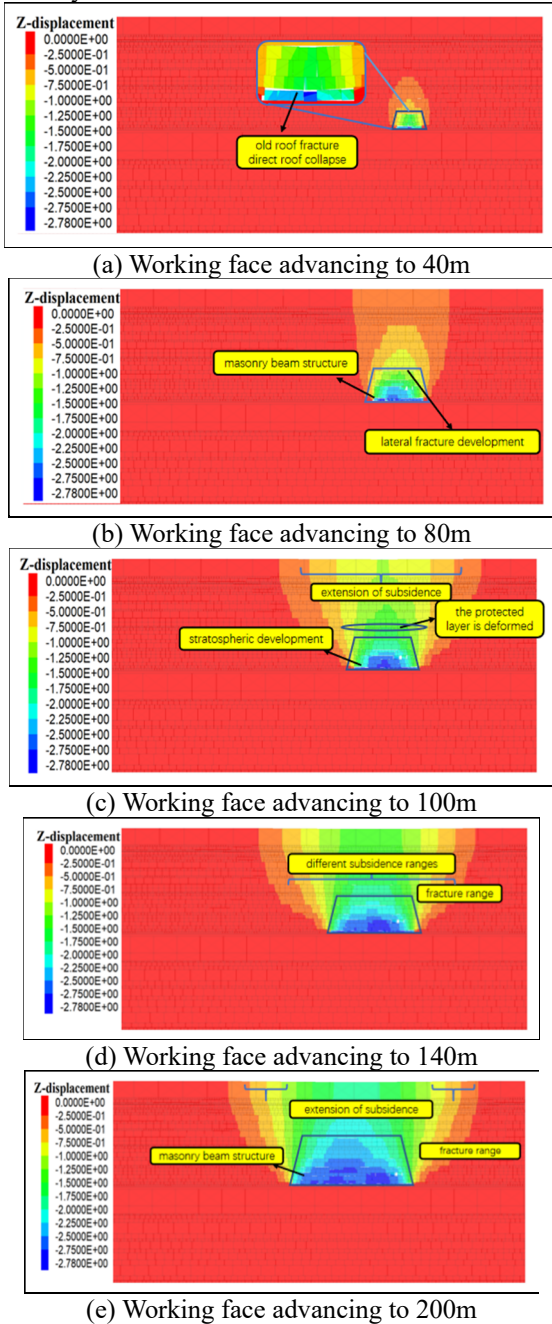 Z-displacement
0.0000E+00
-2.5000E-01
-5.0000E-01
-7.5000E-01
-1.0000E+00
-1.2500E+00
-1.5000E+00
-1.7500E+00
-2.0000E+00
-2.2500E+00
-2.5000E+00
-2.7500E+00
-2.7800E+00
old roof fracture
direct roof collapse
(a) Working face advancing to 40m
Z-displacement
0.0000E+00
-2.5000E-01
-5.0000E-01
-7.5000E-01
-1.0000E+00
-1.2500E+00
-1.5000E+00
-1.7500E+00
-2.0000E+00
-2.2500E+00
-2.5000E+00
-2.7500E+00
-2.7800E+00
masonry beam structure
lateral fracture development
(b) Working face advancing to 80m
Z-displacement
0.0000E+00
-2.5000E-01
-5.0000E-01
-7.5000E-01
-1.0000E+00
-1.2500E+00
-1.5000E+00
-1.7500E+00
-2.0000E+00
-2.2500E+00
-2.5000E+00
-2.7500E+00
-2.7800E+00
extension of subsidence
the protected
layer is deformed
stratospheric development
(c) Working face advancing to 100m
Z-displacement
0.0000E+00
-2.5000E-01
-5.0000E-01
-7.5000E-01
-1.0000E+00
-1.2500E+00
-1.5000E+00
-1.7500E+00
-2.0000E+00
-2.2500E+00
-2.5000E+00
-2.7500E+00
-2.7800E+00
different subsidence ranges
fracture range
(d) Working face advancing to 140m
Z-displacement
0.0000E+00
-2.5000E-01
-5.0000E-01
-7.5000E-01
-1.0000E+00
-1.2500E+00
-1.5000E+00
-1.7500E+00
-2.0000E+00
-2.2500E+00
-2.5000E+00
-2.7500E+00
-2.7800E+00
extension of subsidence
masonry beam structure
fracture range
(e) Working face advancing to 200m